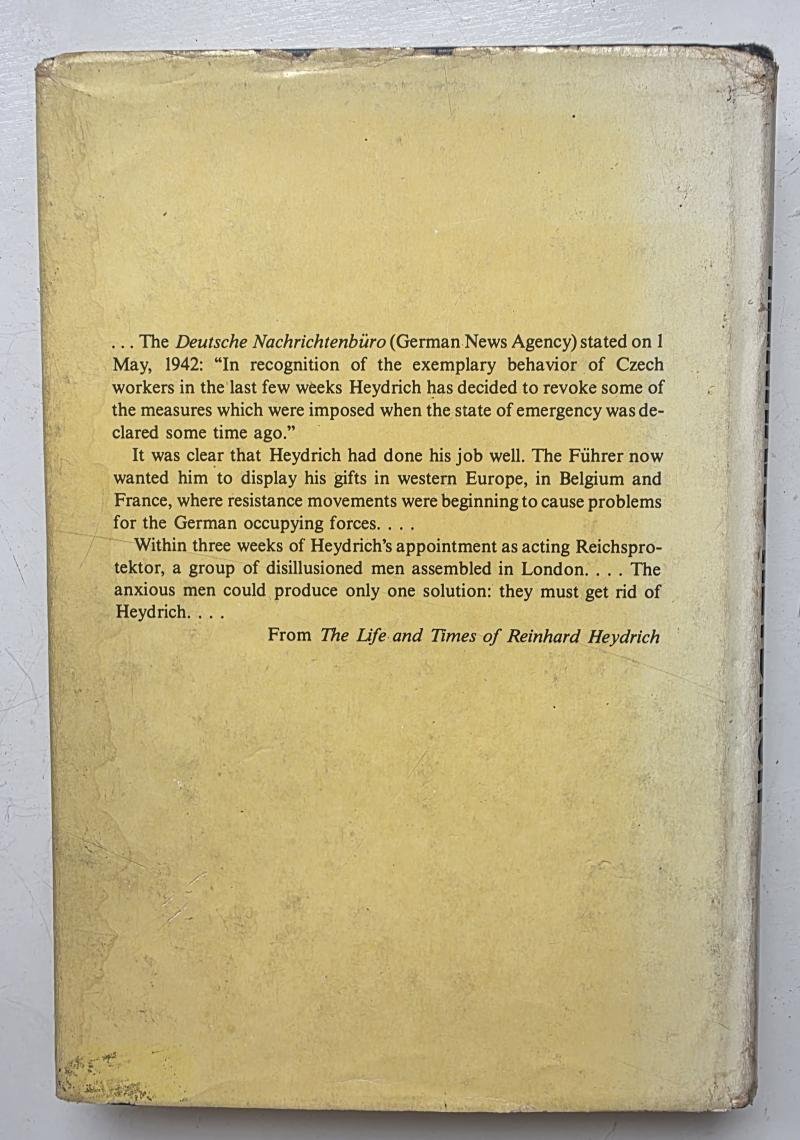 . . . The Deutsche Nachrichtenbüro (German News Agency) stated on 1
May, 1942: “In recognition of the exemplary behavior of Czech
workers in the last few weeks Heydrich has decided to revoke some of
the measures which were imposed when the state of emergency was de-
clared some time ago.”
It was clear that Heydrich had done his job well. The Führer now
wanted him to display his gifts in western Europe, in Belgium and
France, where resistance movements were beginning to cause problems
for the German occupying forces. . . .
Within three weeks of Heydrich’s appointment as acting Reichspro-
tektor, a group of disillusioned men assembled in London. . . . The
anxious men could produce only one solution: they must get rid of
Heydrich. . . .
From The Life and Times of Reinhard Heydrich